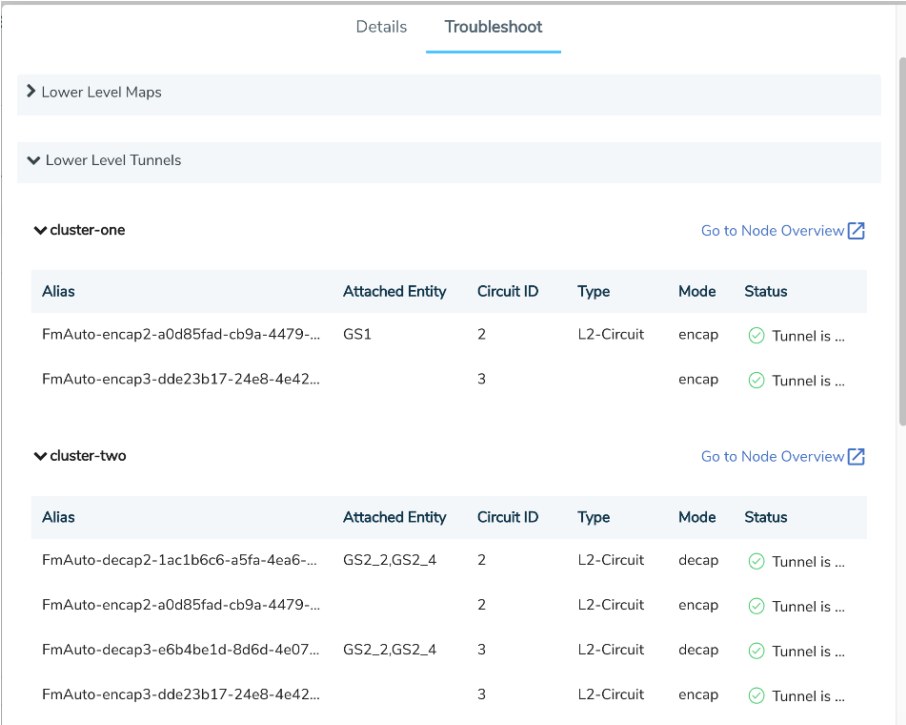 Details Troubleshoot
Lower Level Maps
Lower Level Tunnels
cluster-one Go to Node Overview
Alias Attached Entity Circuit ID Type Mode Status
FmAuto-encap2-a0d85fad-cb9a-4479-... GS1 2 L2-Circuit encap Tunnel is ...
FmAuto-encap3-dde23b17-24e8-4e42... 3 encap Tunnel is ...
cluster-two Go to Node Overview
Alias Attached Entity Circuit ID Type Mode Status
FmAuto-decap2-1ac1b6c6-a5fa-4ea6-... GS2_2,GS2_4 2 L2-Circuit decap Tunnel is ...
FmAuto-encap2-a0d85fad-cb9a-4479-... 2 L2-Circuit encap Tunnel is ...
FmAuto-decap3-e6b4be1d-8d6d-4e07... GS2_2,GS2_4 3 L2-Circuit decap Tunnel is ...
FmAuto-encap3-dde23b17-24e8-4e42... 3 L2-Circuit encap Tunnel is ...